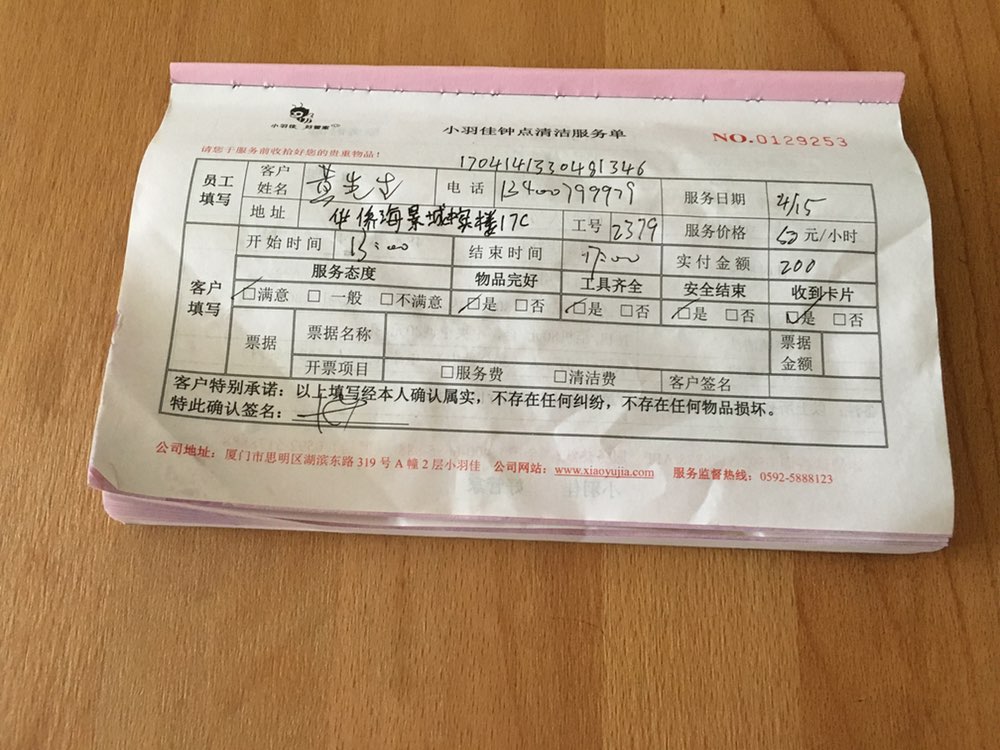 小羽佳 好管家
小羽佳钟点清洁服务单
NO.0129253
请您于服务前收拾好您的贵重物品！
1704141330481346
员工填写 客户姓名 黄先生 电话 13400799979 服务日期 4/15
地址 海景城 楼17C 工号 2379 服务价格 元/小时
客户填写 开始时间 13:00 结束时间 17:00 实付金额 200
服务态度 物品完好 工具齐全 安全结束 收到卡片
□满意 □一般 □不满意 □是 □否 □是 □否 □是 □否 □是 □否
票据 票据名称 票据金额
开票项目 □服务费 □清洁费 客户签名
客户特别承诺：以上填写经本人确认属实，不存在任何纠纷，不存在任何物品损坏。
特此确认签名：
公司地址：厦门市思明区湖滨东路 319 号 A 幢 2 层小羽佳 公司网站：www.xiaoyujia.com 服务监督热线：0592-5888123